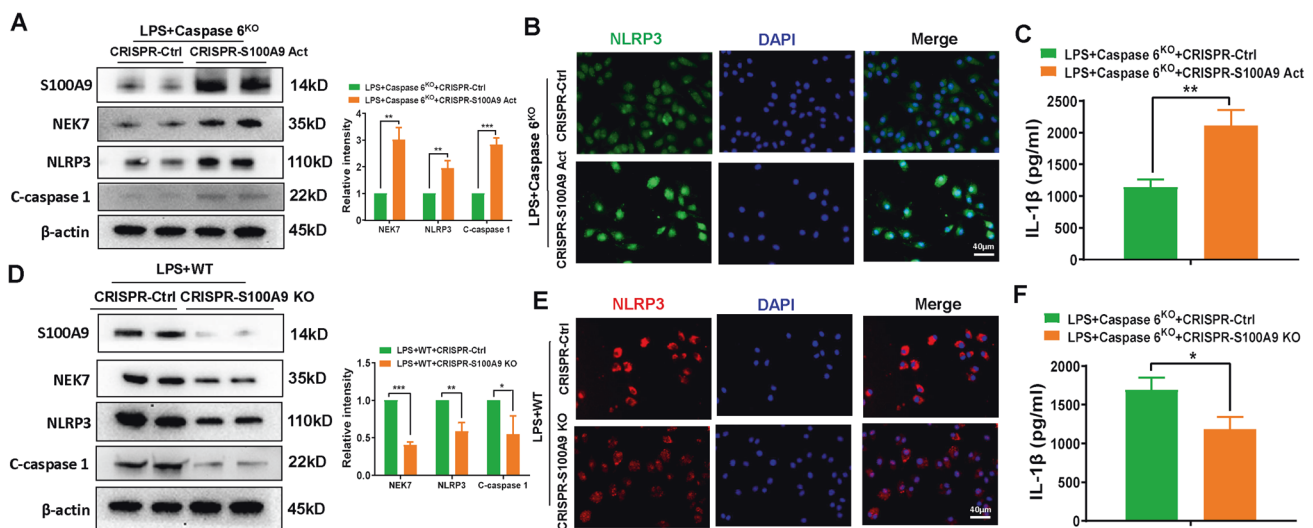 A
LPS+Caspase 6KO
CRISPR-Ctrl CRISPR-S100A9 Act
S100A9 14kD
NEK7 35kD
NLRP3 110kD
C-caspase 1 22kD
β-actin 45kD
LPS+Caspase 6KO+CRISPR-Ctrl
LPS+Caspase 6KO+CRISPR-S100A9 Act
Relative intensity
4
3
2
1
0
** ** ***
NEK7 NLRP3 C-caspase 1
B
NLRP3 DAPI Merge
LPS+Caspase 6KO
CRISPR-Ctrl
CRISPR-S100A9 Act
40μm
C
LPS+Caspase 6KO+CRISPR-Ctrl
LPS+Caspase 6KO+CRISPR-S100A9 Act
IL-1β (pg/ml)
2500
2000
1500
1000
500
0
**
D
LPS+WT
CRISPR-Ctrl CRISPR-S100A9 KO
S100A9 14kD
NEK7 35kD
NLRP3 110kD
C-caspase 1 22kD
β-actin 45kD
LPS+WT+CRISPR-Ctrl
LPS+WT+CRISPR-S100A9 KO
Relative intensity
1.5
1.0
0.5
0.0
*** ** *
NEK7 NLRP3 C-caspase 1
E
NLRP3 DAPI Merge
LPS+WT
CRISPR-Ctrl
CRISPR-S100A9 KO
40μm
F
LPS+Caspase 6KO+CRISPR-Ctrl
LPS+Caspase 6KO+CRISPR-S100A9 KO
IL-1β (pg/ml)
2000
1500
1000
500
0
*